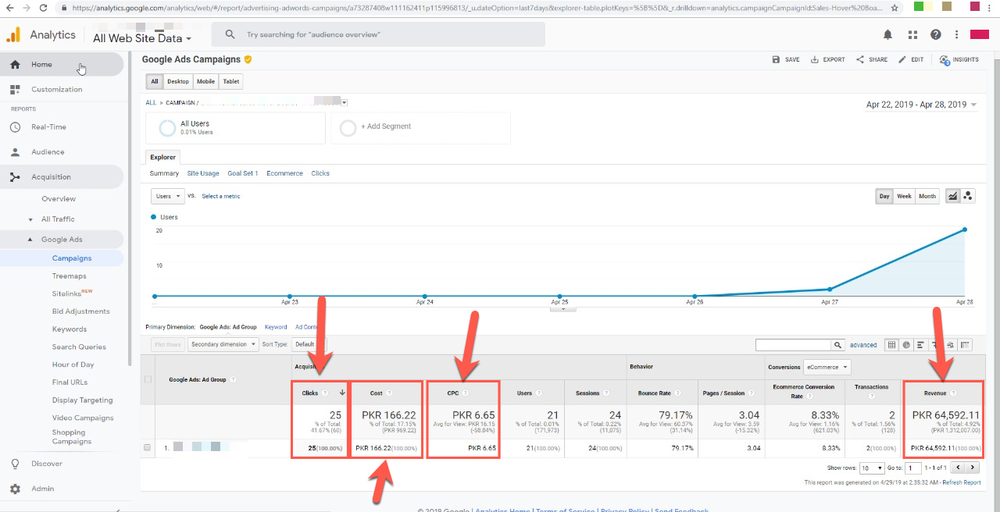 https://analytics.google.com/analytics/web/#/report/advertising-adwords-campaigns/a73287408w111162411p115996813/_u.dateOption=last7days&explorer-table.plotKeys=%5B%5D&_r.drilldown=analytics.campaignCampaignId:Sales-Hover%20Boa...
Analytics
All Web Site Data
Try searching for "audience overview"
Home
Customization
REPORTS
Real-Time
Audience
Acquisition
Overview
All Traffic
Google Ads
Campaigns
Treemaps
Sitelinks NEW
Bid Adjustments
Keywords
Search Queries
Hour of Day
Final URLs
Display Targeting
Video Campaigns
Shopping
Campaigns
Discover
Admin
Google Ads Campaigns
SAVE EXPORT SHARE EDIT INSIGHTS
All Desktop Mobile Tablet
ALL » CAMPAIGN /
Apr 22, 2019 - Apr 28, 2019
All Users
0.01% Users
+ Add Segment
Explorer
Summary Site Usage Goal Set 1 Ecommerce Clicks
Users VS. Select a metric
Day Week Month
Users
20
10
... Apr 23 Apr 24 Apr 25 Apr 26 Apr 27 Apr 28
Primary Dimension: Google Ads: Ad Group Keyword Ad Conte
Plot Rows Secondary dimension Sort Type: Default
advanced
Google Ads: Ad Group ?
Acquisi
Behavior
Conversions eCommerce
Clicks ? Cost ? CPC ? Users ? Sessions ? Bounce Rate ? Pages / Session ? Ecommerce Conversion Rate ? Transactions ? Revenue ?
25 PKR 166.22 PKR 6.65 21 24 79.17% 3.04 8.33% 2 PKR 64,592.11
% of Total: % of Total: 17.15% Avg for View: PKR 16.15 % of Total: 0.01% % of Total: 0.22% Avg for View: 60.37% Avg for View: 3.59 Avg for View: 1.16% % of Total: 1.56% % of Total: 4.92%
41.67% (60) (PKR 969.22) (-58.84%) (171,973) (11,075) (31.14%) (-15.32%) (621.03%) (128) (PKR 1,312,007.00)
1. 25(100.00%) PKR 166.22(100.00%) PKR 6.65 21(100.00%) 24(100.00%) 79.17% 3.04 8.33% 2(100.00%) PKR 64,592.11(100.00%)
Show rows: 10 Go to: 1 1 - 1 of 1
This report was generated on 4/29/19 at 2:35:32 AM - Refresh Report
Google | Analytics Home | Terms of Service | Privacy Policy | Send Feedback